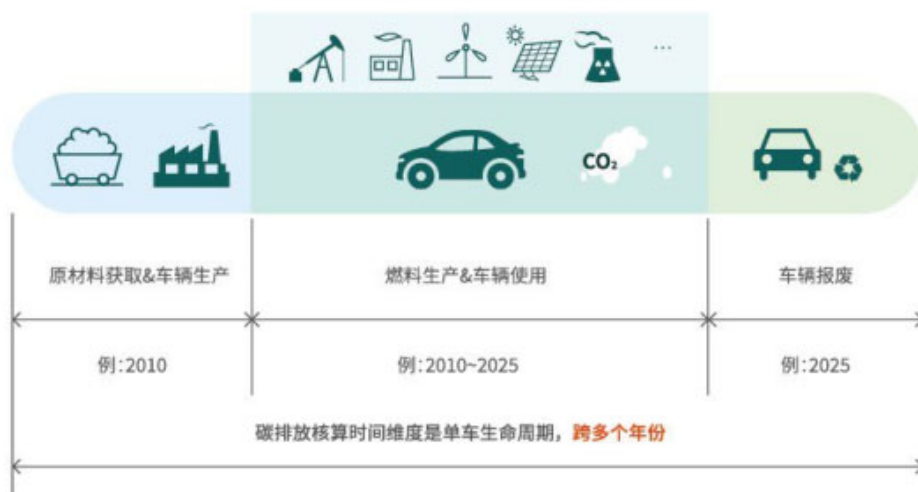 ...
CO₂
原材料获取&车辆生产
燃料生产&车辆使用
车辆报废
例:2010
例:2010~2025
例:2025
碳排放核算时间维度是单车生命周期，跨多个年份